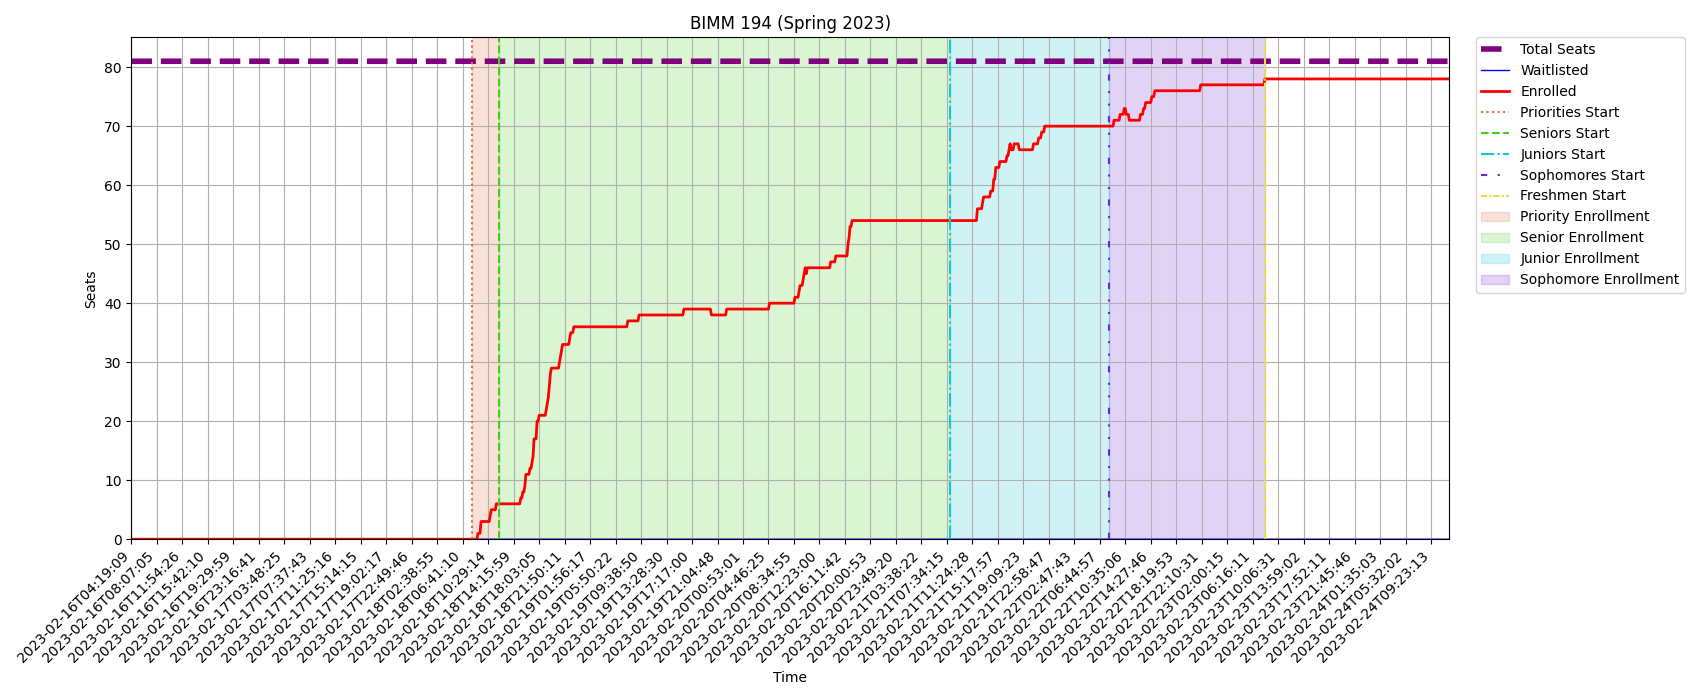 BIMM 194 (Spring 2023)
Seats
80
70
60
50
40
30
20
10
0
2023-02-16T04:19:09
2023-02-16T08:07:05
2023-02-16T11:54:26
2023-02-16T15:42:10
2023-02-16T19:29:59
2023-02-16T23:16:41
2023-02-17T03:48:25
2023-02-17T07:37:43
2023-02-17T11:25:16
2023-02-17T15:14:15
2023-02-17T19:02:17
2023-02-17T22:49:46
2023-02-18T02:38:55
2023-02-18T06:41:10
2023-02-18T10:29:14
2023-02-18T14:15:59
2023-02-18T18:03:05
2023-02-18T21:50:11
2023-02-19T01:56:17
2023-02-19T05:50:22
2023-02-19T09:38:50
2023-02-19T13:28:30
2023-02-19T17:17:00
2023-02-19T21:04:48
2023-02-20T00:53:01
2023-02-20T04:46:25
2023-02-20T08:34:55
2023-02-20T12:23:00
2023-02-20T16:11:42
2023-02-20T20:00:53
2023-02-20T23:49:20
2023-02-21T03:38:22
2023-02-21T07:34:15
2023-02-21T11:24:28
2023-02-21T15:17:57
2023-02-21T19:09:23
2023-02-21T22:58:47
2023-02-22T02:47:43
2023-02-22T06:44:57
2023-02-22T10:35:06
2023-02-22T14:27:46
2023-02-22T18:19:53
2023-02-22T22:10:31
2023-02-23T02:00:15
2023-02-23T06:16:11
2023-02-23T10:06:31
2023-02-23T13:59:02
2023-02-23T17:52:11
2023-02-23T21:45:46
2023-02-24T01:35:03
2023-02-24T05:32:02
2023-02-24T09:23:13
Time
Total Seats
Waitlisted
Enrolled
Priorities Start
Seniors Start
Juniors Start
Sophomores Start
Freshmen Start
Priority Enrollment
Senior Enrollment
Junior Enrollment
Sophomore Enrollment